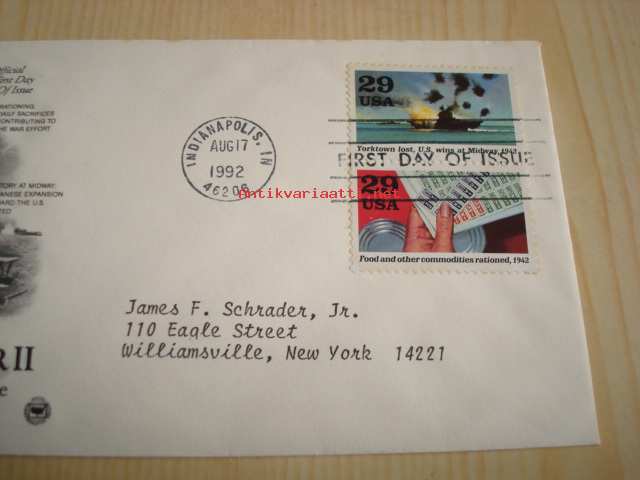 Official
First Day
Of Issue
RATIONING,
DAILY SACRIFICES
CONTRIBUTING TO
THE WAR EFFORT
TORY AT MIDWAY
ANESE EXPANSION
ARD THE U.S.
R II
INDIANAPOLIS, IN
AUG 17
1992
46206
29
USA
Yorktown lost, U.S. wins at Midway, 1942
FIRST DAY OF ISSUE
29
USA
Food and other commodities rationed, 1942
Antikvariaatti.net
James F. Schrader, Jr.
110 Eagle Street
Williamsville, New York 14221